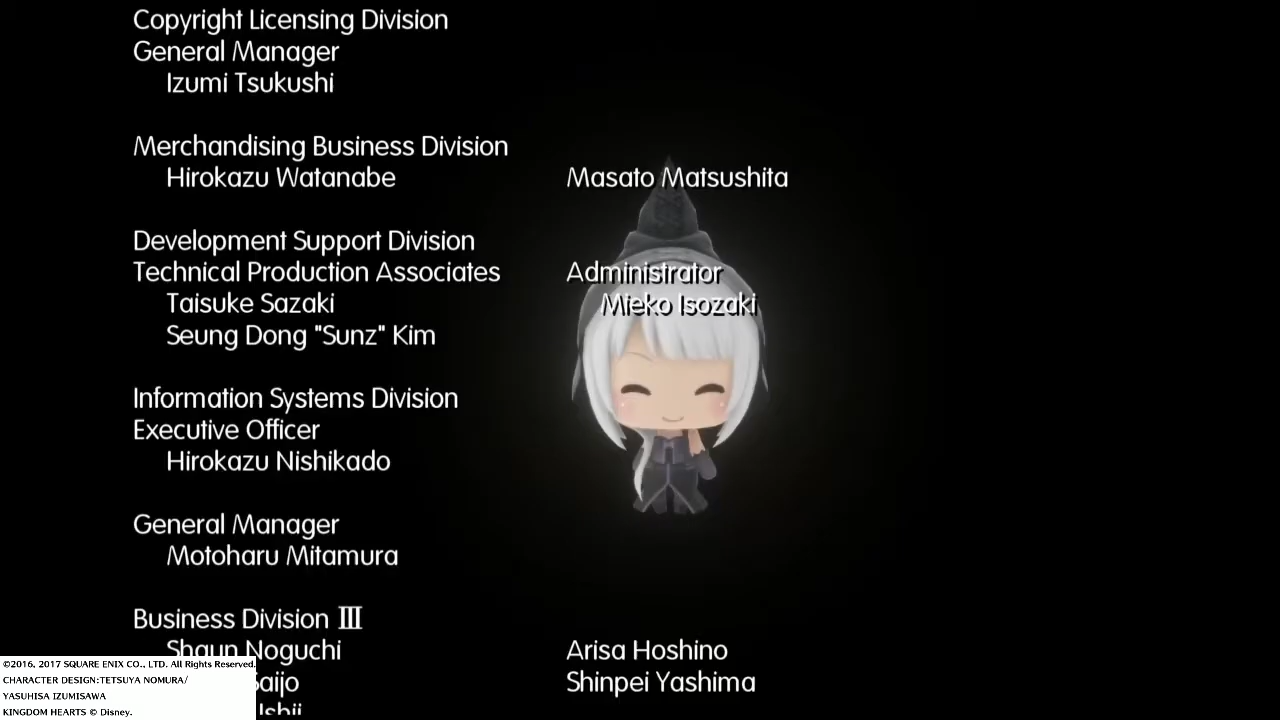 Copyright Licensing Division
General Manager
Izumi Tsukushi
Merchandising Business Division
Hirokazu Watanabe
Masato Matsushita
Development Support Division
Technical Production Associates
Administrator
Taisuke Sazaki
Mieko Isozaki
Seung Dong "Sunz" Kim
Information Systems Division
Executive Officer
Hirokazu Nishikado
General Manager
Motoharu Mitamura
Business Division Ⅲ
Shaun Noguchi
Arisa Hoshino
Saijo
Shinpei Yashima
Ishii
©2016, 2017 SQUARE ENIX CO., LTD. All Rights Reserved.
CHARACTER DESIGN:TETSUYA NOMURA/
YASUHISA IZUMISAWA
KINGDOM HEARTS © Disney.